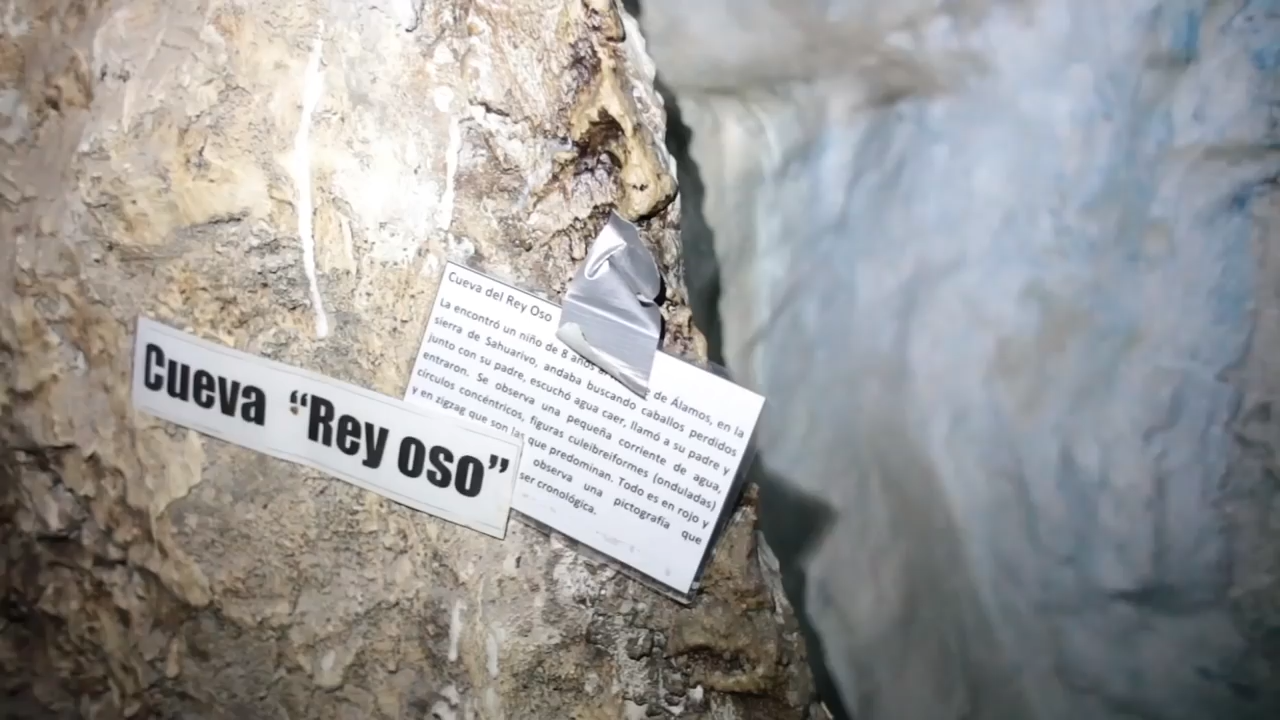 Cueva “Rey oso”
Cueva del Rey Oso
La encontró un niño de 8 años de Álamos, en la
sierra de Sahuarivo, andaba buscando caballos perdidos
junto con su padre, escuchó agua caer, llamó a su padre y
entraron. Se observa una pequeña corriente de agua,
círculos concéntricos, figuras culeibreiformes (onduladas)
y en zigzag que son las que predominan. Todo es en rojo y
observa una pictografía que
ser cronológica.